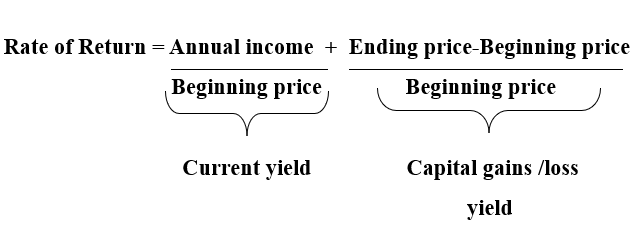 Rate of Return = Annual income + Ending price-Beginning price
Beginning price Beginning price
Current yield Capital gains /loss
yield